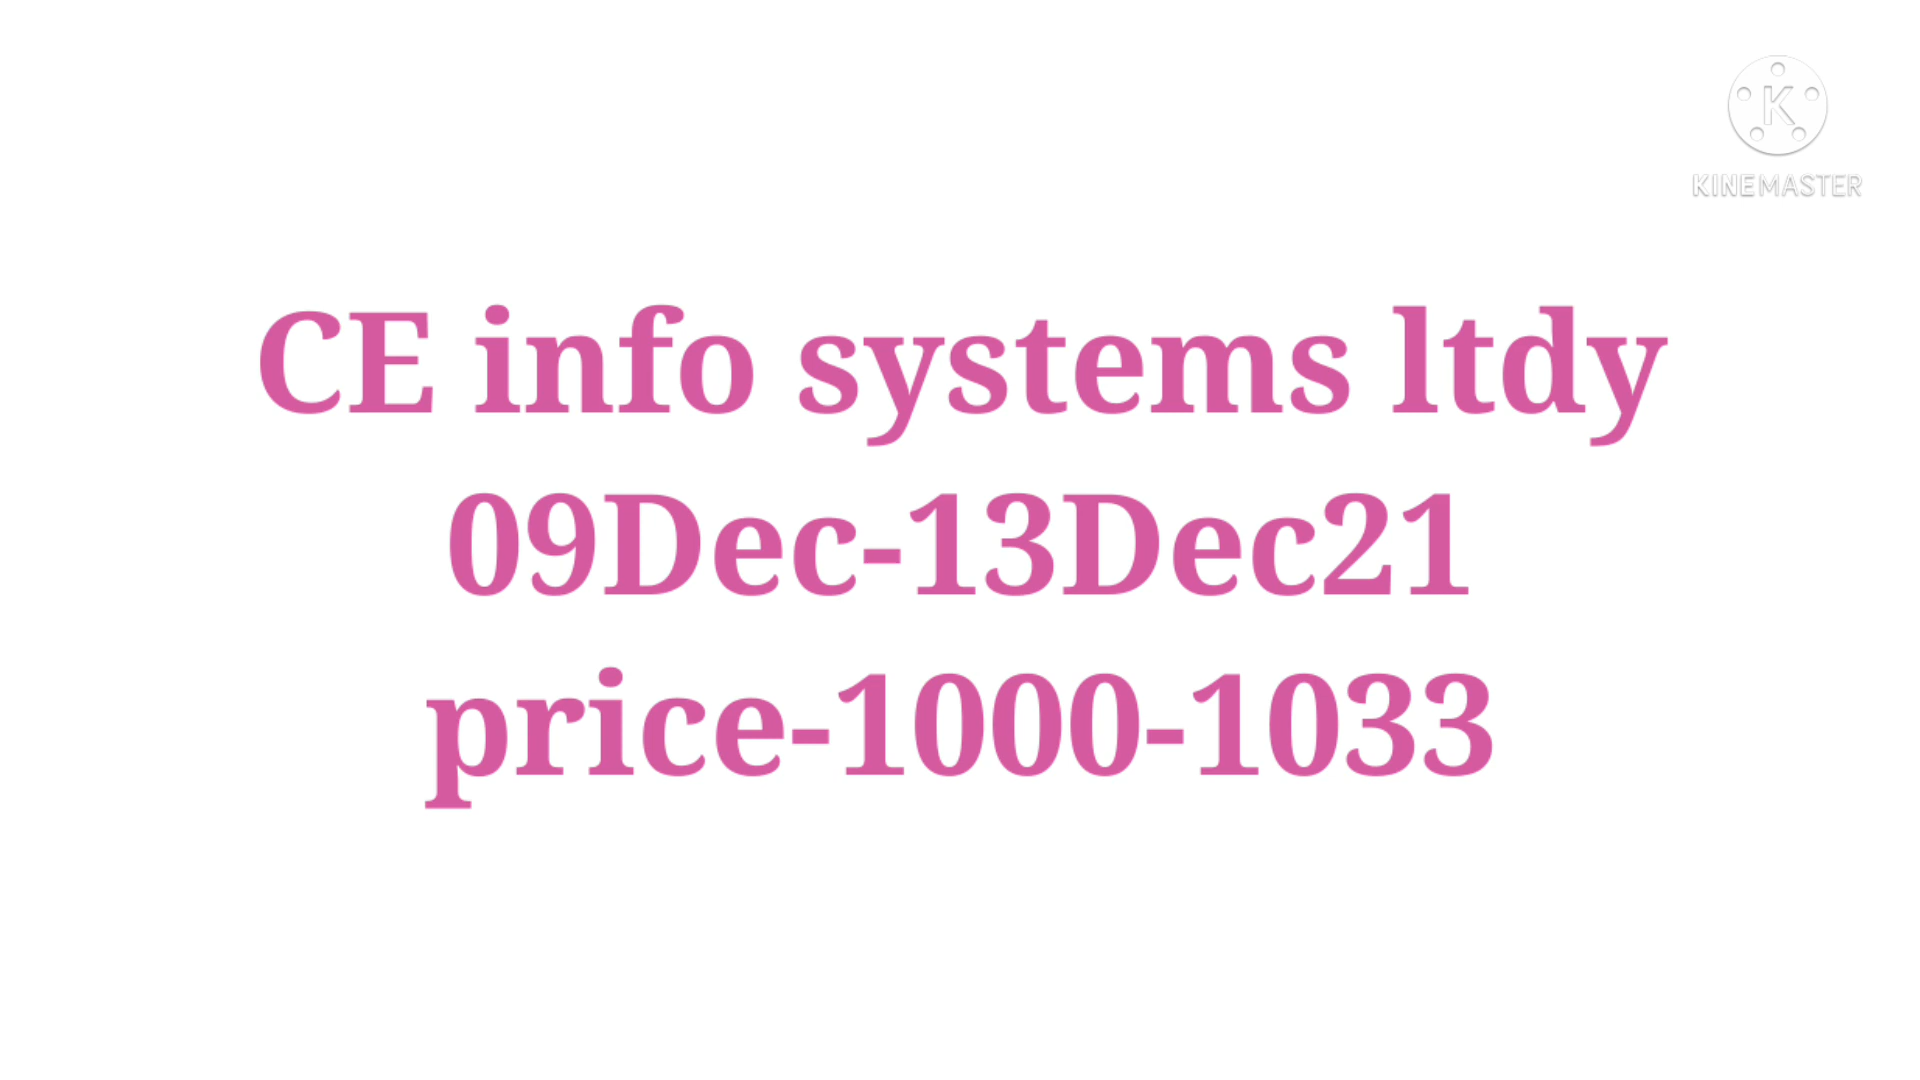 K
KINEMASTER
CE info systems ltdy
09Dec-13Dec21
price-1000-1033